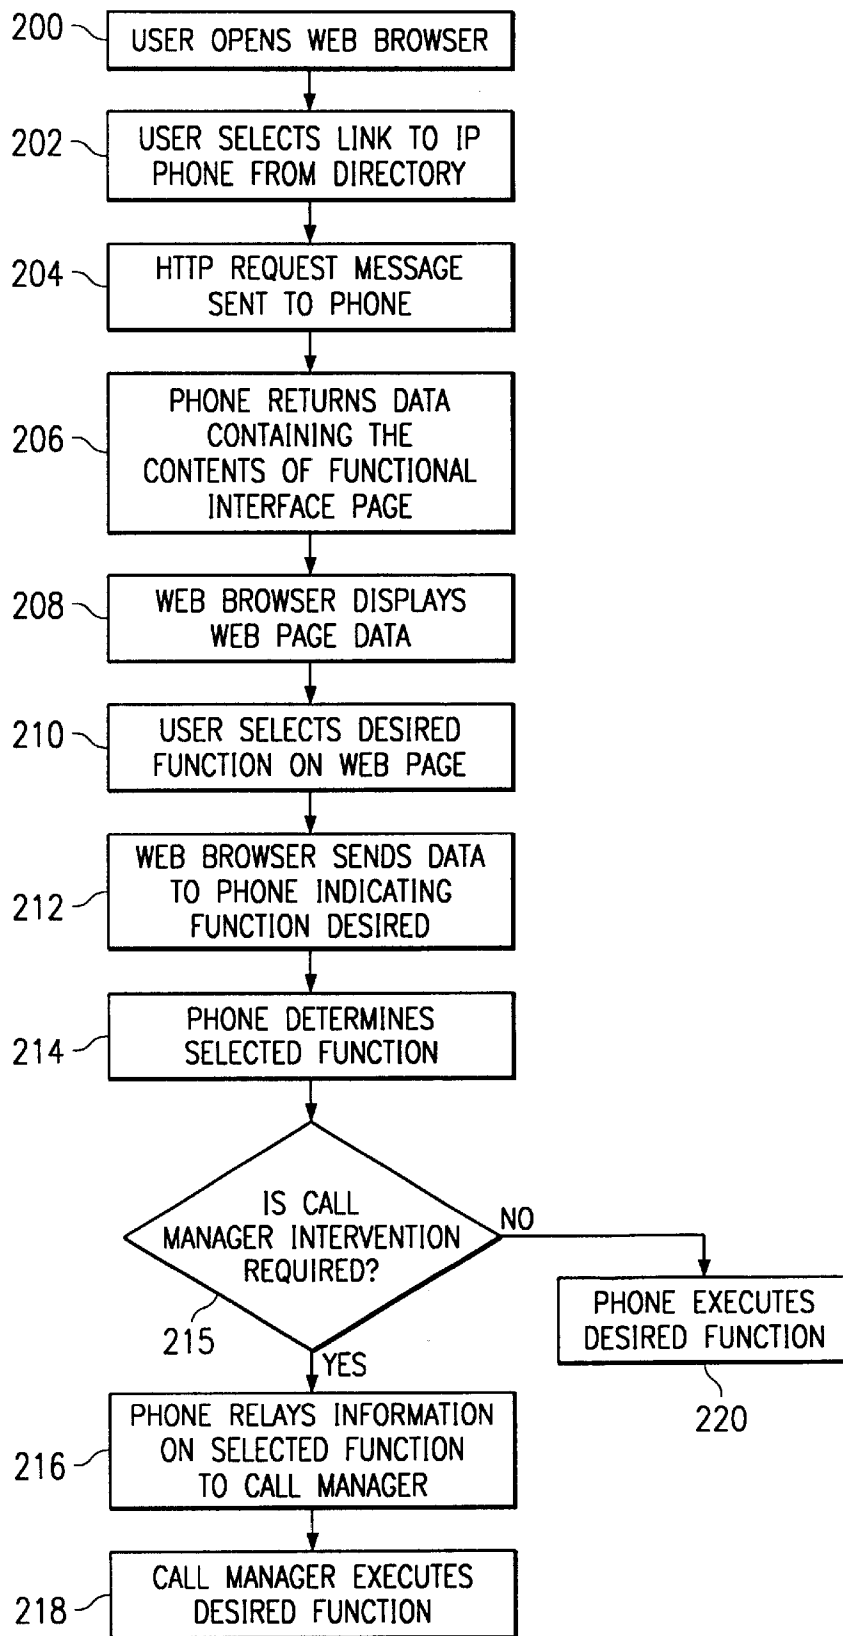 200
USER OPENS WEB BROWSER
202
USER SELECTS LINK TO IP
PHONE FROM DIRECTORY
204
HTTP REQUEST MESSAGE
SENT TO PHONE
206
PHONE RETURNS DATA
CONTAINING THE
CONTENTS OF FUNCTIONAL
INTERFACE PAGE
208
WEB BROWSER DISPLAYS
WEB PAGE DATA
210
USER SELECTS DESIRED
FUNCTION ON WEB PAGE
212
WEB BROWSER SENDS DATA
TO PHONE INDICATING
FUNCTION DESIRED
214
PHONE DETERMINES
SELECTED FUNCTION
IS CALL
MANAGER INTERVENTION
REQUIRED?
215
NO
PHONE EXECUTES
DESIRED FUNCTION
220
YES
216
PHONE RELAYS INFORMATION
ON SELECTED FUNCTION
TO CALL MANAGER
218
CALL MANAGER EXECUTES
DESIRED FUNCTION